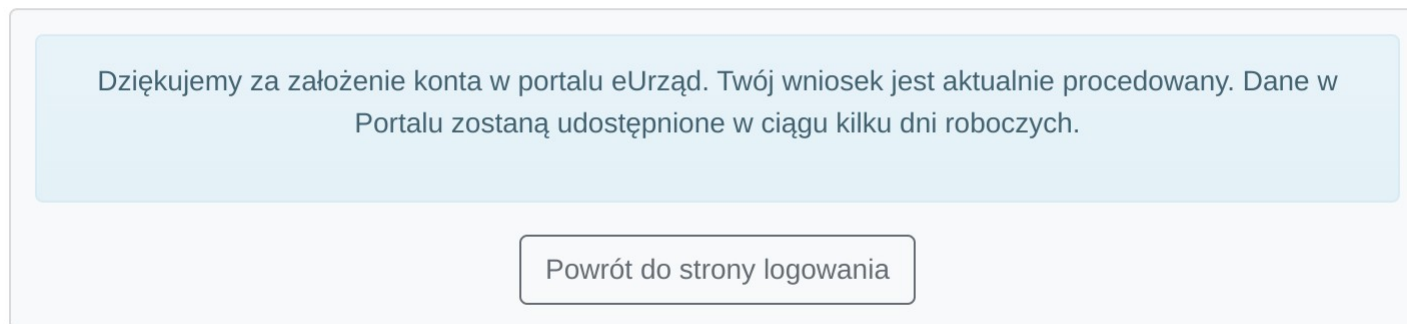 Dziękujemy za założenie konta w portalu eUrząd. Twój wniosek jest aktualnie procedowany. Dane w
Portalu zostaną udostępnione w ciągu kilku dni roboczych.
Powrót do strony logowania